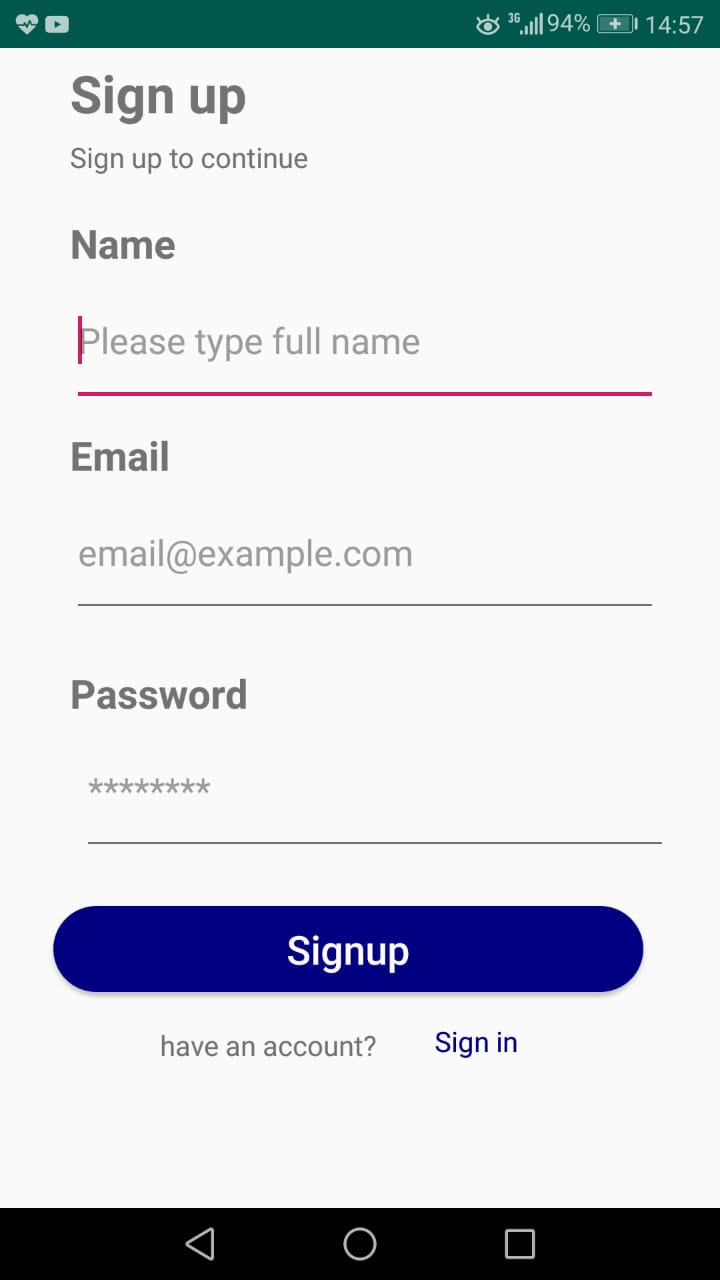 3G 94% 14:57
Sign up
Sign up to continue
Name
Please type full name
Email
email@example.com
Password
********
Signup
have an account? Sign in